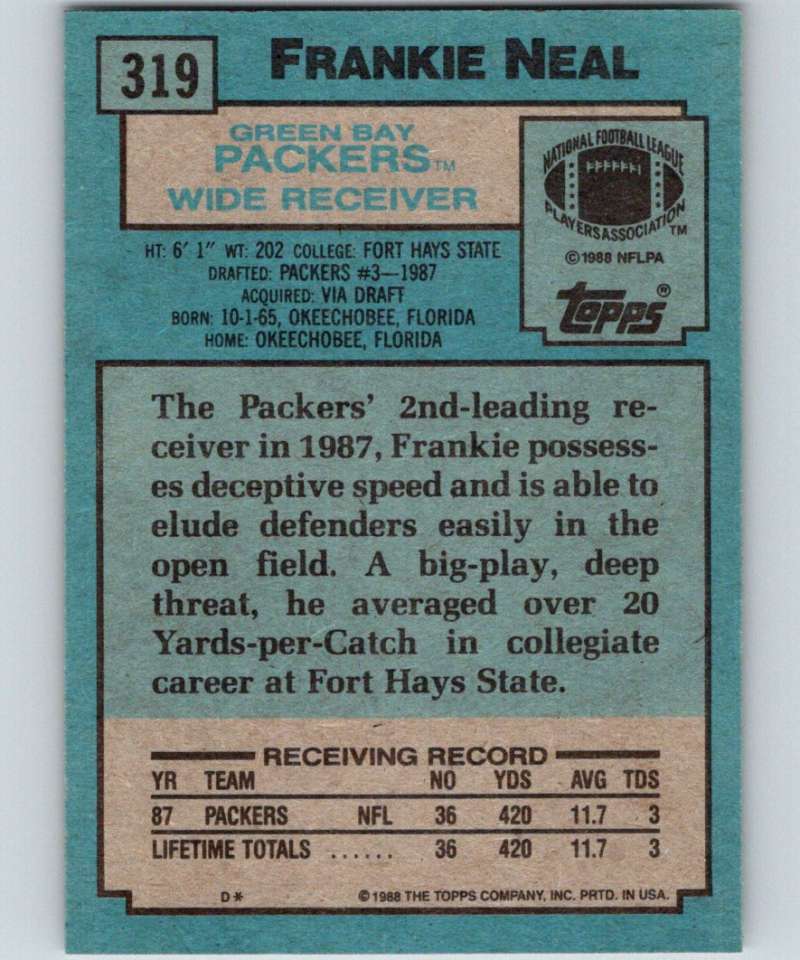 319
FRANKIE NEAL
GREEN BAY
PACKERS™
WIDE RECEIVER
NATIONAL FOOTBALL LEAGUE
PLAYERS ASSOCIATION™
© 1988 NFLPA
topps®
HT: 6' 1" WT: 202 COLLEGE: FORT HAYS STATE
DRAFTED: PACKERS #3—1987
ACQUIRED: VIA DRAFT
BORN: 10-1-65, OKEECHOBEE, FLORIDA
HOME: OKEECHOBEE, FLORIDA
The Packers' 2nd-leading re-
ceiver in 1987, Frankie possess-
es deceptive speed and is able to
elude defenders easily in the
open field. A big-play, deep
threat, he averaged over 20
Yards-per-Catch in collegiate
career at Fort Hays State.
RECEIVING RECORD
YR TEAM NO YDS AVG TDS
87 PACKERS NFL 36 420 11.7 3
LIFETIME TOTALS ...... 36 420 11.7 3
D* © 1988 THE TOPPS COMPANY, INC. PRTD. IN USA.